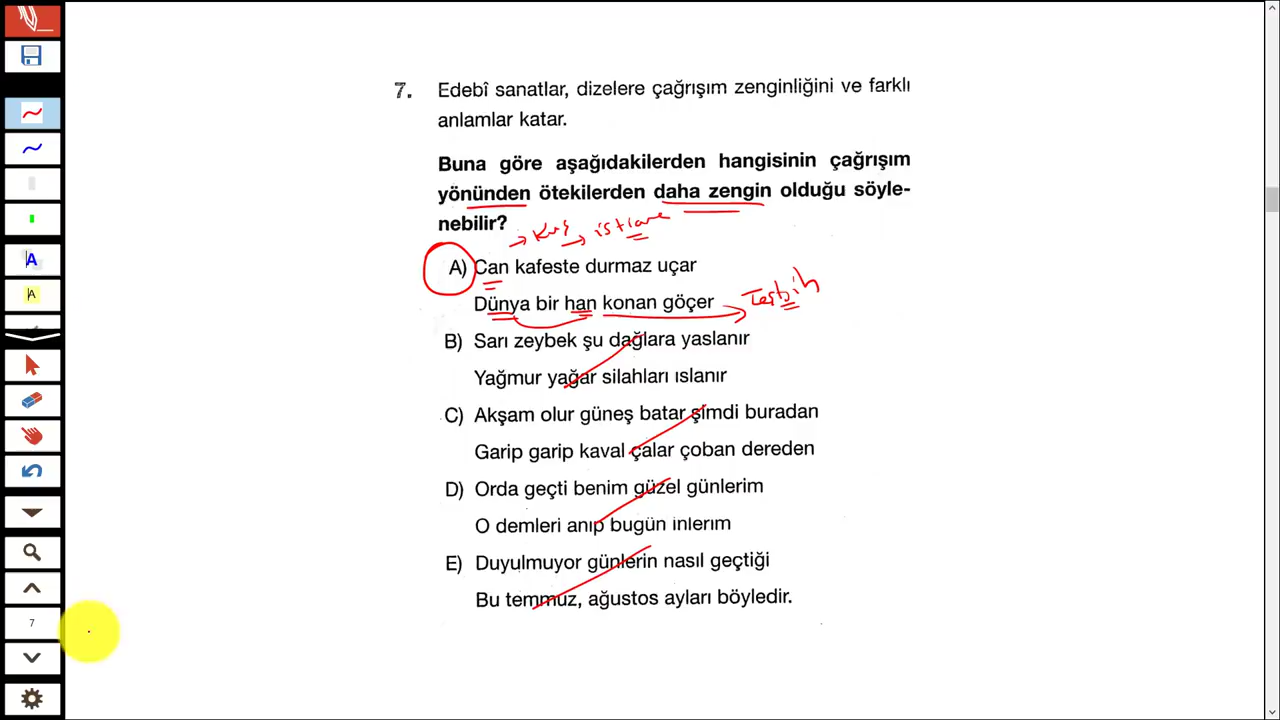 7. Edebî sanatlar, dizelere çağrışım zenginliğini ve farklı
anlamlar katar.
Buna göre aşağıdakilerden hangisinin çağrışım
yönünden ötekilerden daha zengin olduğu söyle-
nebilir?
→ Kuş → istiare
A) Can kafeste durmaz uçar
Dünya bir han konan göçer
Teşbih
B) Sarı zeybek şu dağlara yaslanır
Yağmur yağar silahları ıslanır
C) Akşam olur güneş batar şimdi buradan
Garip garip kaval çalar çoban dereden
D) Orda geçti benim güzel günlerim
O demleri anıp bugün inlerım
E) Duyulmuyor günlerin nasıl geçtiği
Bu temmuz, ağustos ayları böyledir.
A
A
7